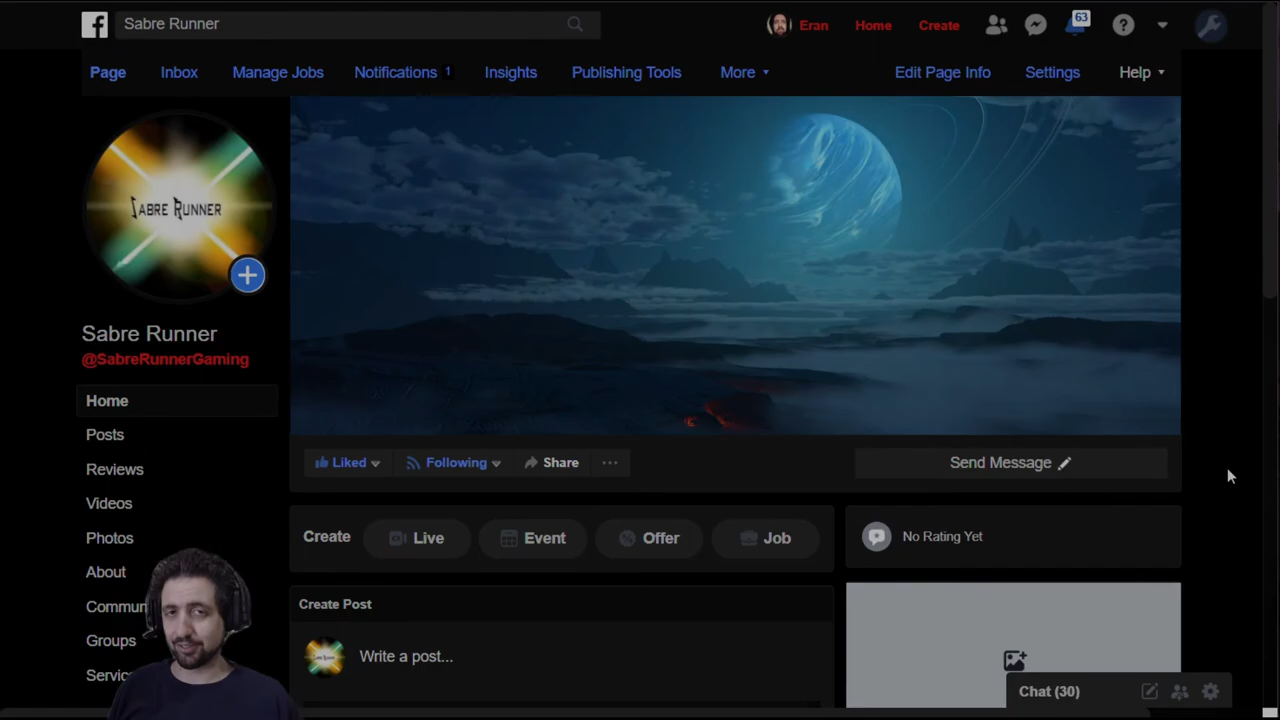 Sabre Runner
Eran
Home
Create
63
Page
Inbox
Manage Jobs
Notifications 1
Insights
Publishing Tools
More
Edit Page Info
Settings
Help
SABRE RUNNER
Sabre Runner
@SabreRunnerGaming
Home
Posts
Reviews
Videos
Photos
About
Commun
Groups
Servic
Liked
Following
Share
Send Message
Create
Live
Event
Offer
Job
No Rating Yet
Create Post
Write a post...
Chat (30)